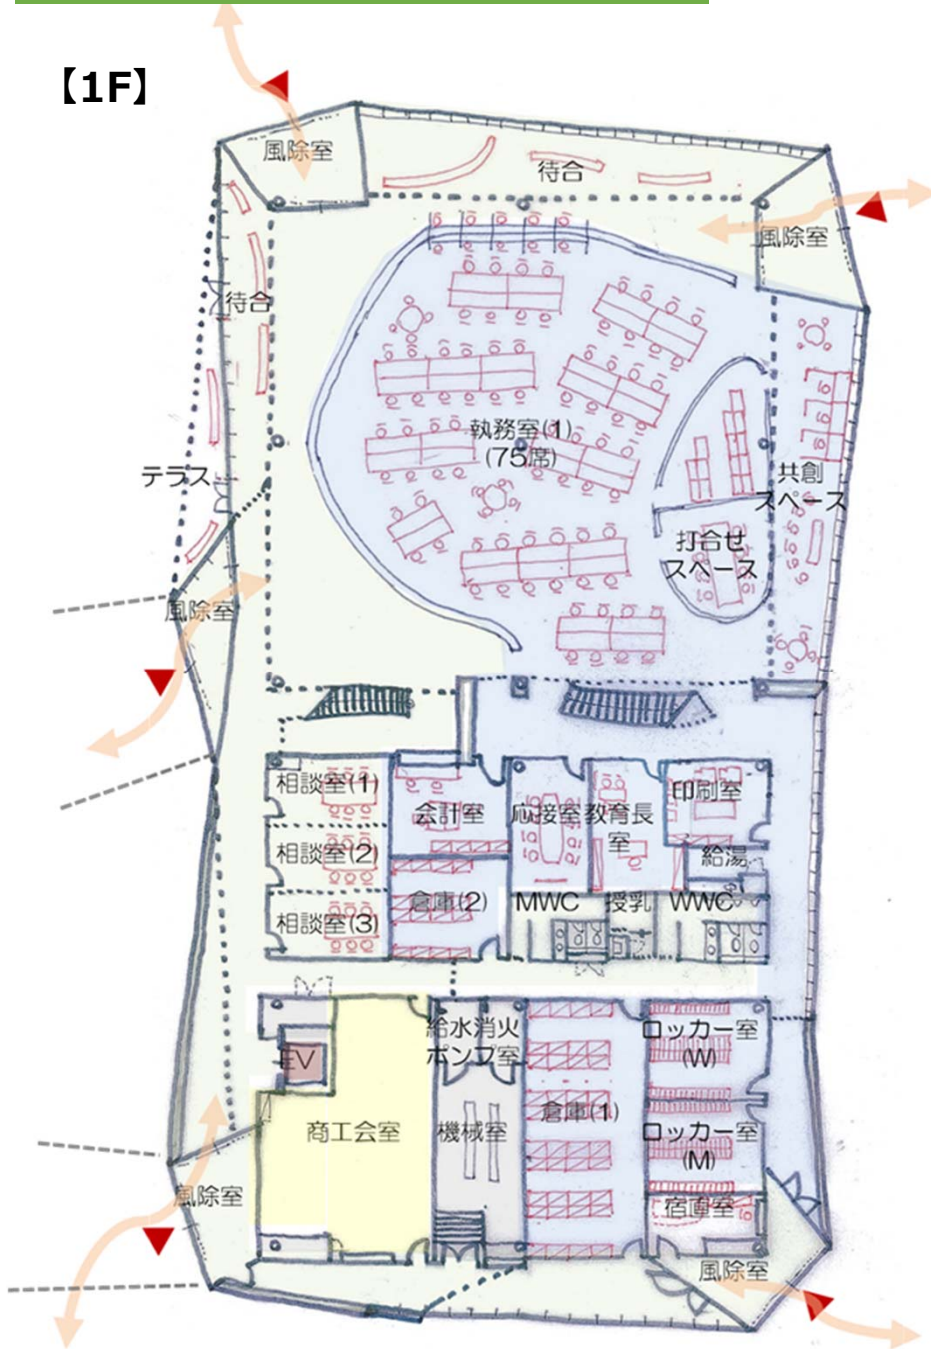 【1F】
風除室
待合
風除室
待合
執務室(1)
(75席)
テラス
共創
スペース
打合せ
スペース
風除室
相談室(1)
会計室
応接室
教育長
室
印刷室
相談室(2)
給湯
相談室(3)
倉庫(2)
MWC
授乳
WWC
給水消火
ポンプ室
ロッカー室
(W)
EV
商工会室
機械室
倉庫(1)
ロッカー室
(M)
風除室
宿直室
風除室